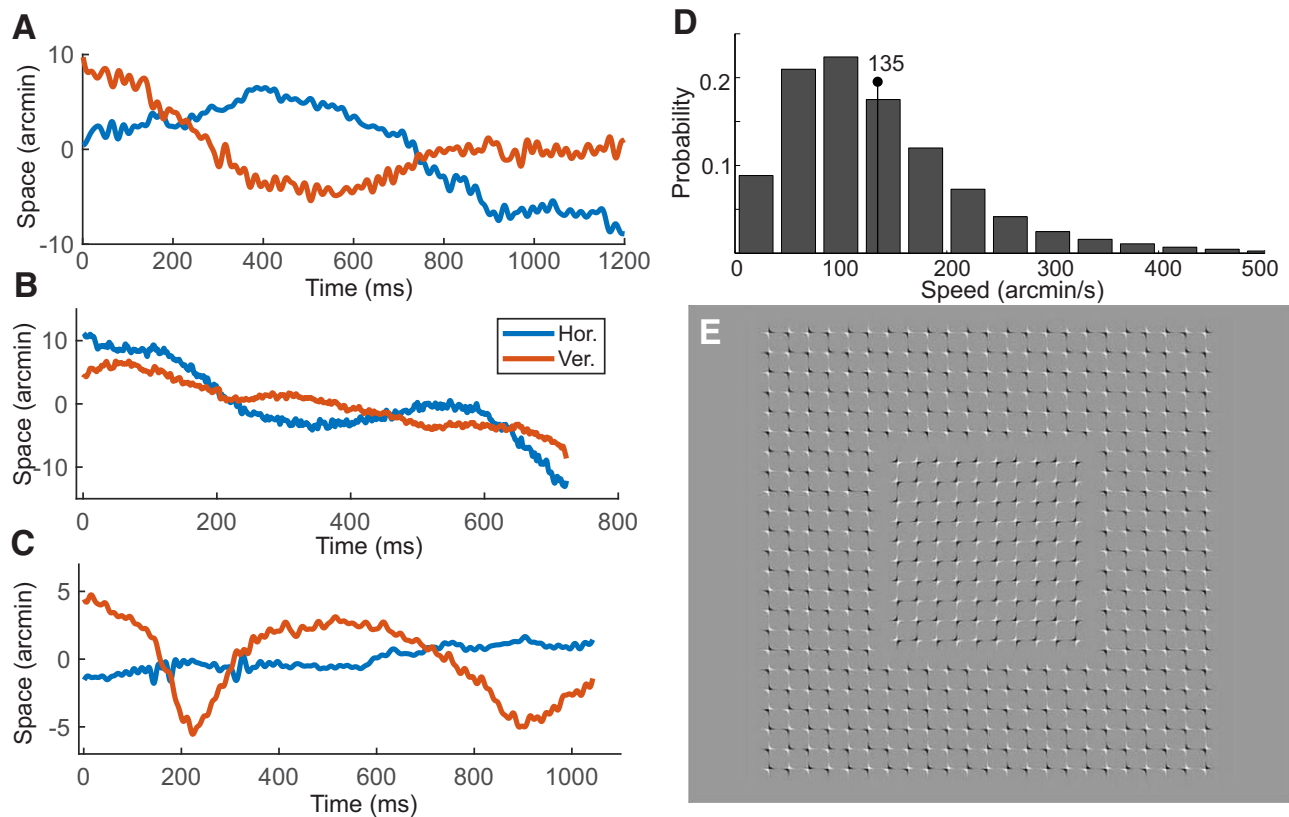 A
Space (arcmin)
10
0
-10
0 200 400 600 800 1000 1200
Time (ms)
B
Space (arcmin)
10
0
-10
Hor.
Ver.
0 200 400 600 800
Time (ms)
C
Space (arcmin)
5
0
-5
0 200 400 600 800 1000
Time (ms)
D
Probability
0.2
0.1
135
0 100 200 300 400 500
Speed (arcmin/s)
E